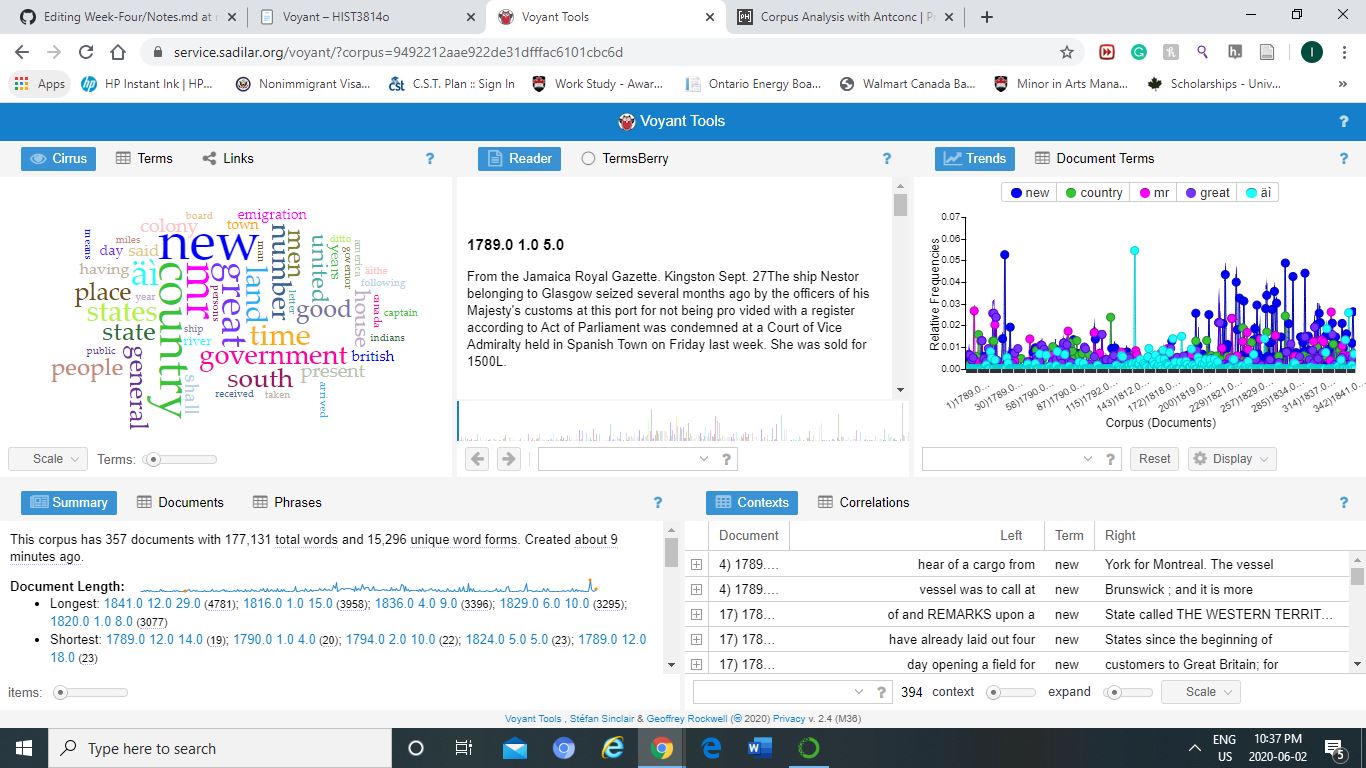 Editing Week-Four/Notes.md at
Voyant – HIST3814o
Voyant Tools
Corpus Analysis with Antconc | P
service.sadilar.org/voyant/?corpus=9492212aae922de31dfffac6101cbc6d
Apps
HP Instant Ink | HP...
Nonimmigrant Visa...
C.S.T. Plan :: Sign In
Work Study - Awar...
Ontario Energy Boa...
Walmart Canada Ba...
Minor in Arts Mana...
Scholarships - Univ...
»
Voyant Tools
?
Cirrus Terms Links ?
board emigration
colony town
means miles new
day said
having äì
place year
states
state ship
river
public
people
general
country
shall
mr
great
persons
land
man
number
men
letter
united
ditto
years
governor
america
äìthe
following
house
canada
captain
indians
good
time
government
british
south present
received taken
arrived
Scale Terms:
Reader TermsBerry ?
1789.0 1.0 5.0
From the Jamaica Royal Gazette. Kingston Sept. 27The ship Nestor
belonging to Glasgow seized several months ago by the officers of his
Majesty's customs at this port for not being pro vided with a register
according to Act of Parliament was condemned at a Court of Vice
Admiralty held in Spanish Town on Friday last week. She was sold for
1500L.
?
Trends Document Terms ?
new country mr great äì
0.07
0.06
0.05
0.04
0.03
0.02
0.01
0.00
Relative Frequencies
1)1789.0... 30)1789.0... 58)1790.0... 87)1790.0... 115)1792.0... 143)1812.0... 172)1818.0... 200)1819.0... 229)1821.0... 257)1829.0... 285)1834.0... 314)1837.0... 342)1841.0...
Corpus (Documents)
? Reset Display
Summary Documents Phrases ?
This corpus has 357 documents with 177,131 total words and 15,296 unique word forms. Created about 9
minutes ago.
Document Length:
• Longest: 1841.0 12.0 29.0 (4781); 1816.0 1.0 15.0 (3958); 1836.0 4.0 9.0 (3396); 1829.0 6.0 10.0 (3295);
1820.0 1.0 8.0 (3077)
• Shortest: 1789.0 12.0 14.0 (19); 1790.0 1.0 4.0 (20); 1794.0 2.0 10.0 (22); 1824.0 5.0 5.0 (23); 1789.0 12.0
18.0 (23)
items:
Contexts Correlations ?
Document Left Term Right
4) 1789.... hear of a cargo from new York for Montreal. The vessel
4) 1789.... vessel was to call at new Brunswick ; and it is more
17) 178... of and REMARKS upon a new State called THE WESTERN TERRIT...
17) 178... have already laid out four new States since the beginning of
17) 178... day opening a field for new customers to Great Britain; for
? 394 context expand Scale
Voyant Tools , Stéfan Sinclair & Geoffrey Rockwell (© 2020) Privacy v. 2.4 (M36)
Type here to search
ENG
US
10:37 PM
2020-06-02
5